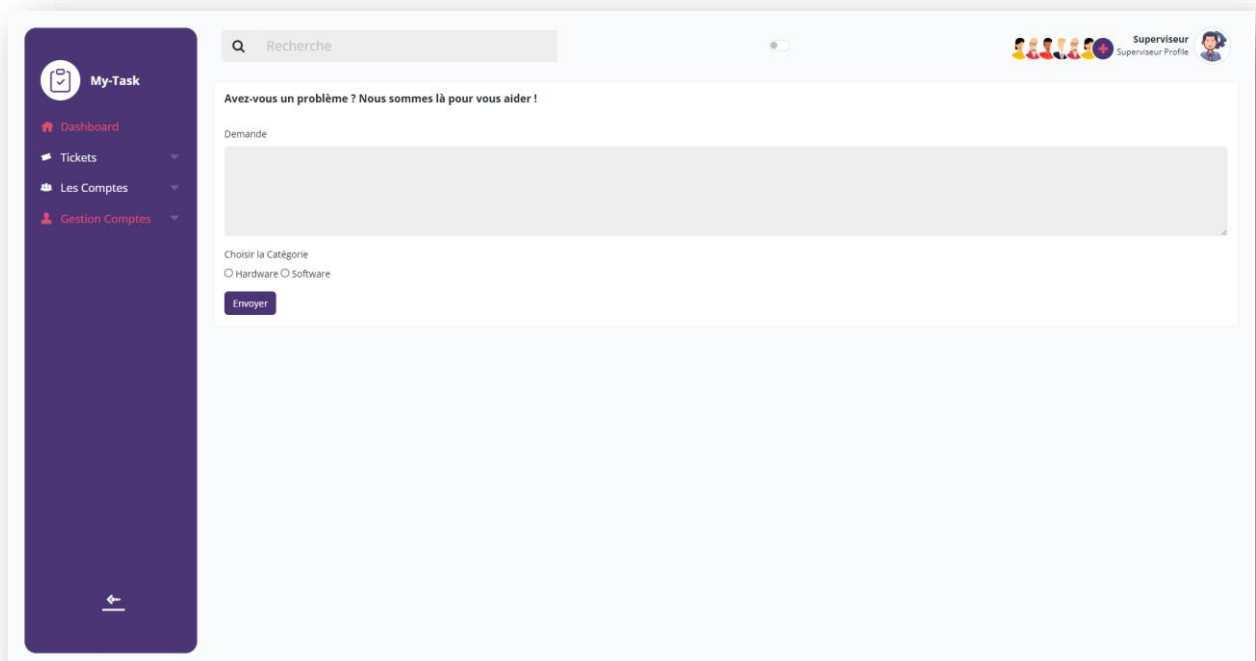 My-Task
Dashboard
Tickets
Les Comptes
Gestion Comptes
Recherche
Superviseur
Superviseur Profile
Avez-vous un problème ? Nous sommes là pour vous aider !
Demande
Choisir la Catégorie
Hardware Software
Envoyer